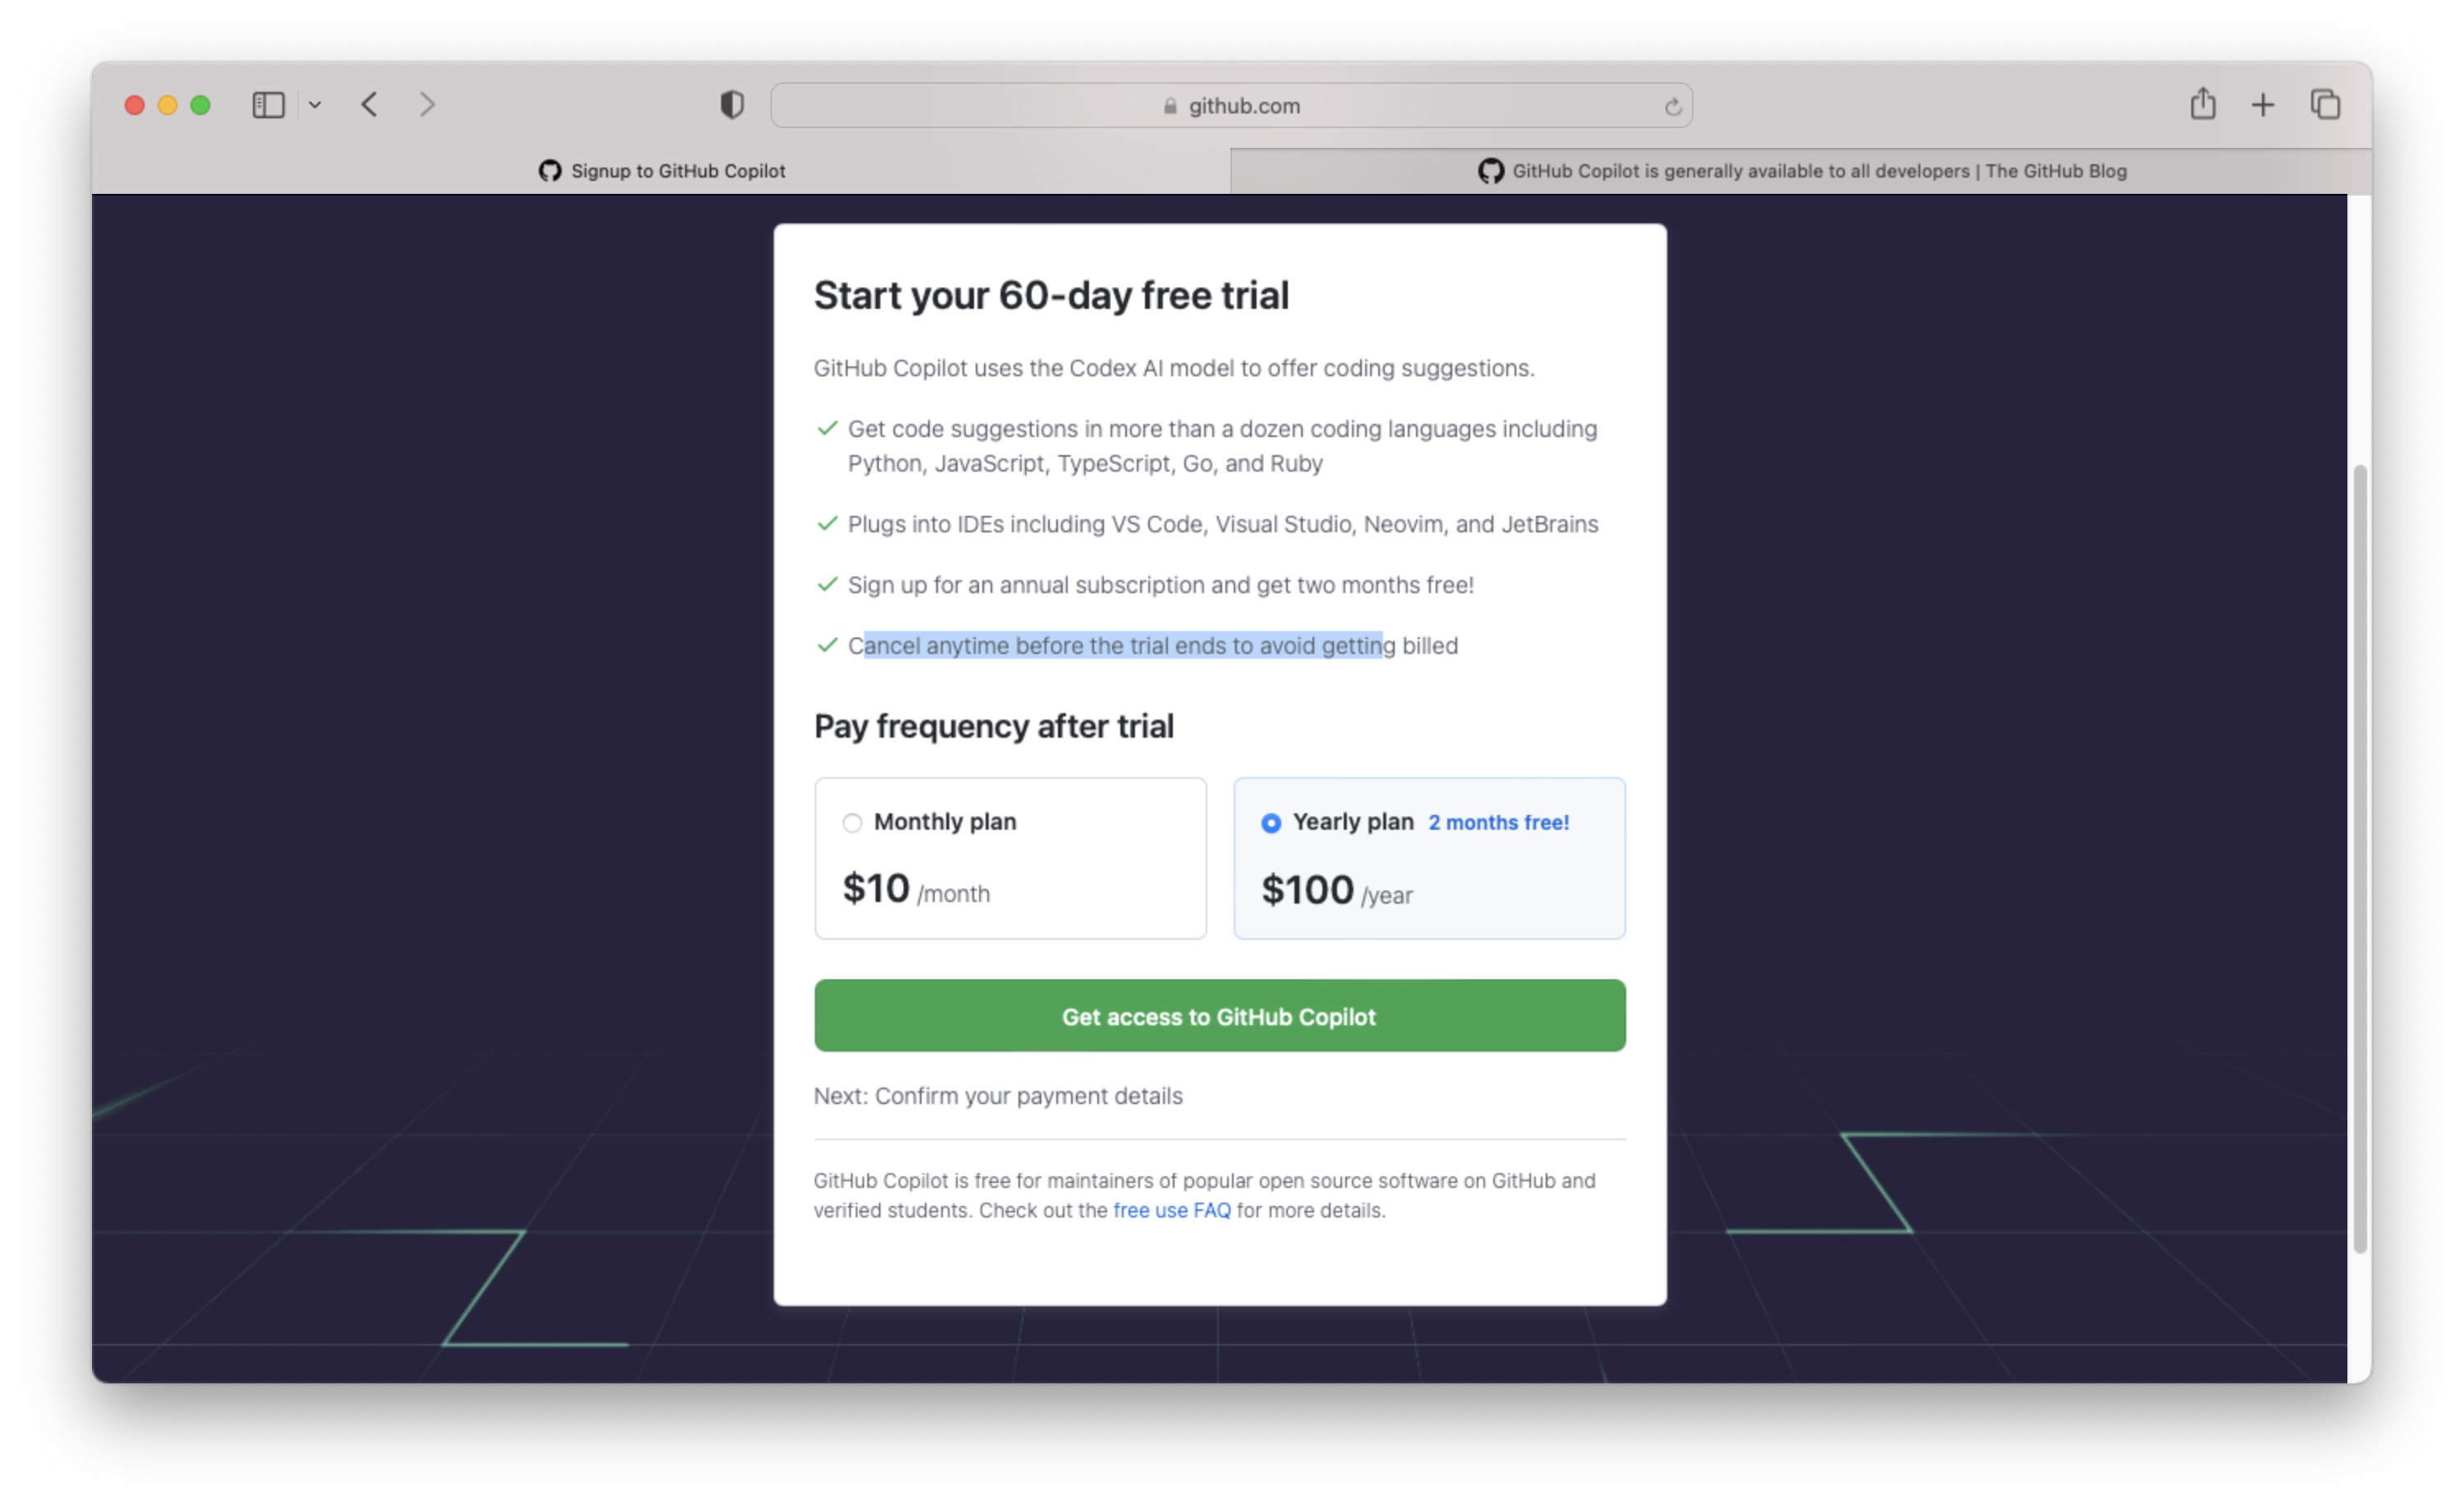 github.com
Signup to GitHub Copilot
GitHub Copilot is generally available to all developers | The GitHub Blog
Start your 60-day free trial
GitHub Copilot uses the Codex AI model to offer coding suggestions.
Get code suggestions in more than a dozen coding languages including
Python, JavaScript, TypeScript, Go, and Ruby
Plugs into IDEs including VS Code, Visual Studio, Neovim, and JetBrains
Sign up for an annual subscription and get two months free!
Cancel anytime before the trial ends to avoid getting billed
Pay frequency after trial
Monthly plan
$10 /month
Yearly plan 2 months free!
$100 /year
Get access to GitHub Copilot
Next: Confirm your payment details
GitHub Copilot is free for maintainers of popular open source software on GitHub and
verified students. Check out the free use FAQ for more details.